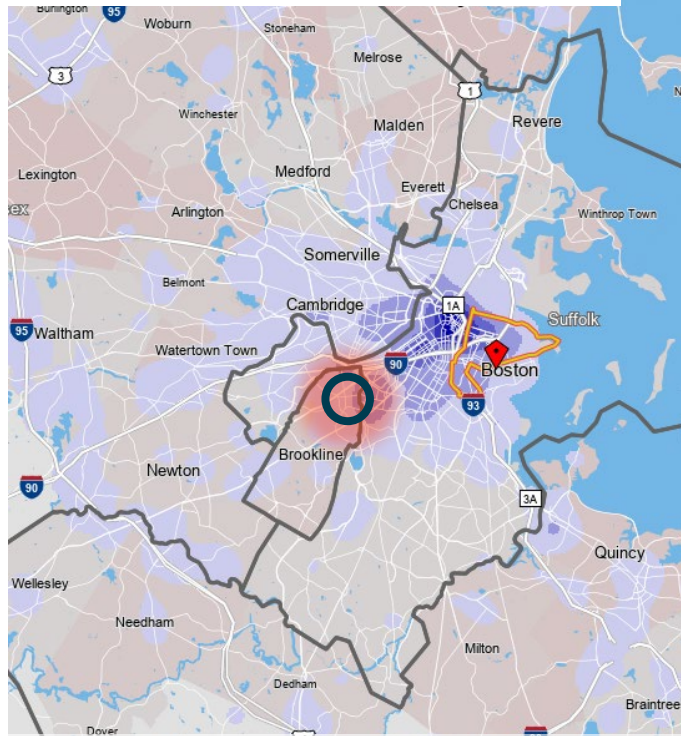 Burlington
95
Woburn
Stoneham
Melrose
3
1
Revere
Winchester
Malden
Lexington
Medford
Everett
Chelsea
Arlington
Winthrop Town
Somerville
Belmont
Cambridge
1A
Suffolk
95
Waltham
Watertown Town
90
Boston
93
Brookline
Newton
90
3A
Quincy
Wellesley
Needham
Milton
Dedham
Braintree
Dover